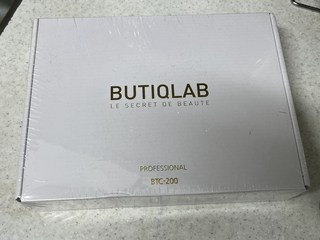 BUTIQLAB
LE SECRET DE BEAUTE
PROFESSIONAL
BTC-200